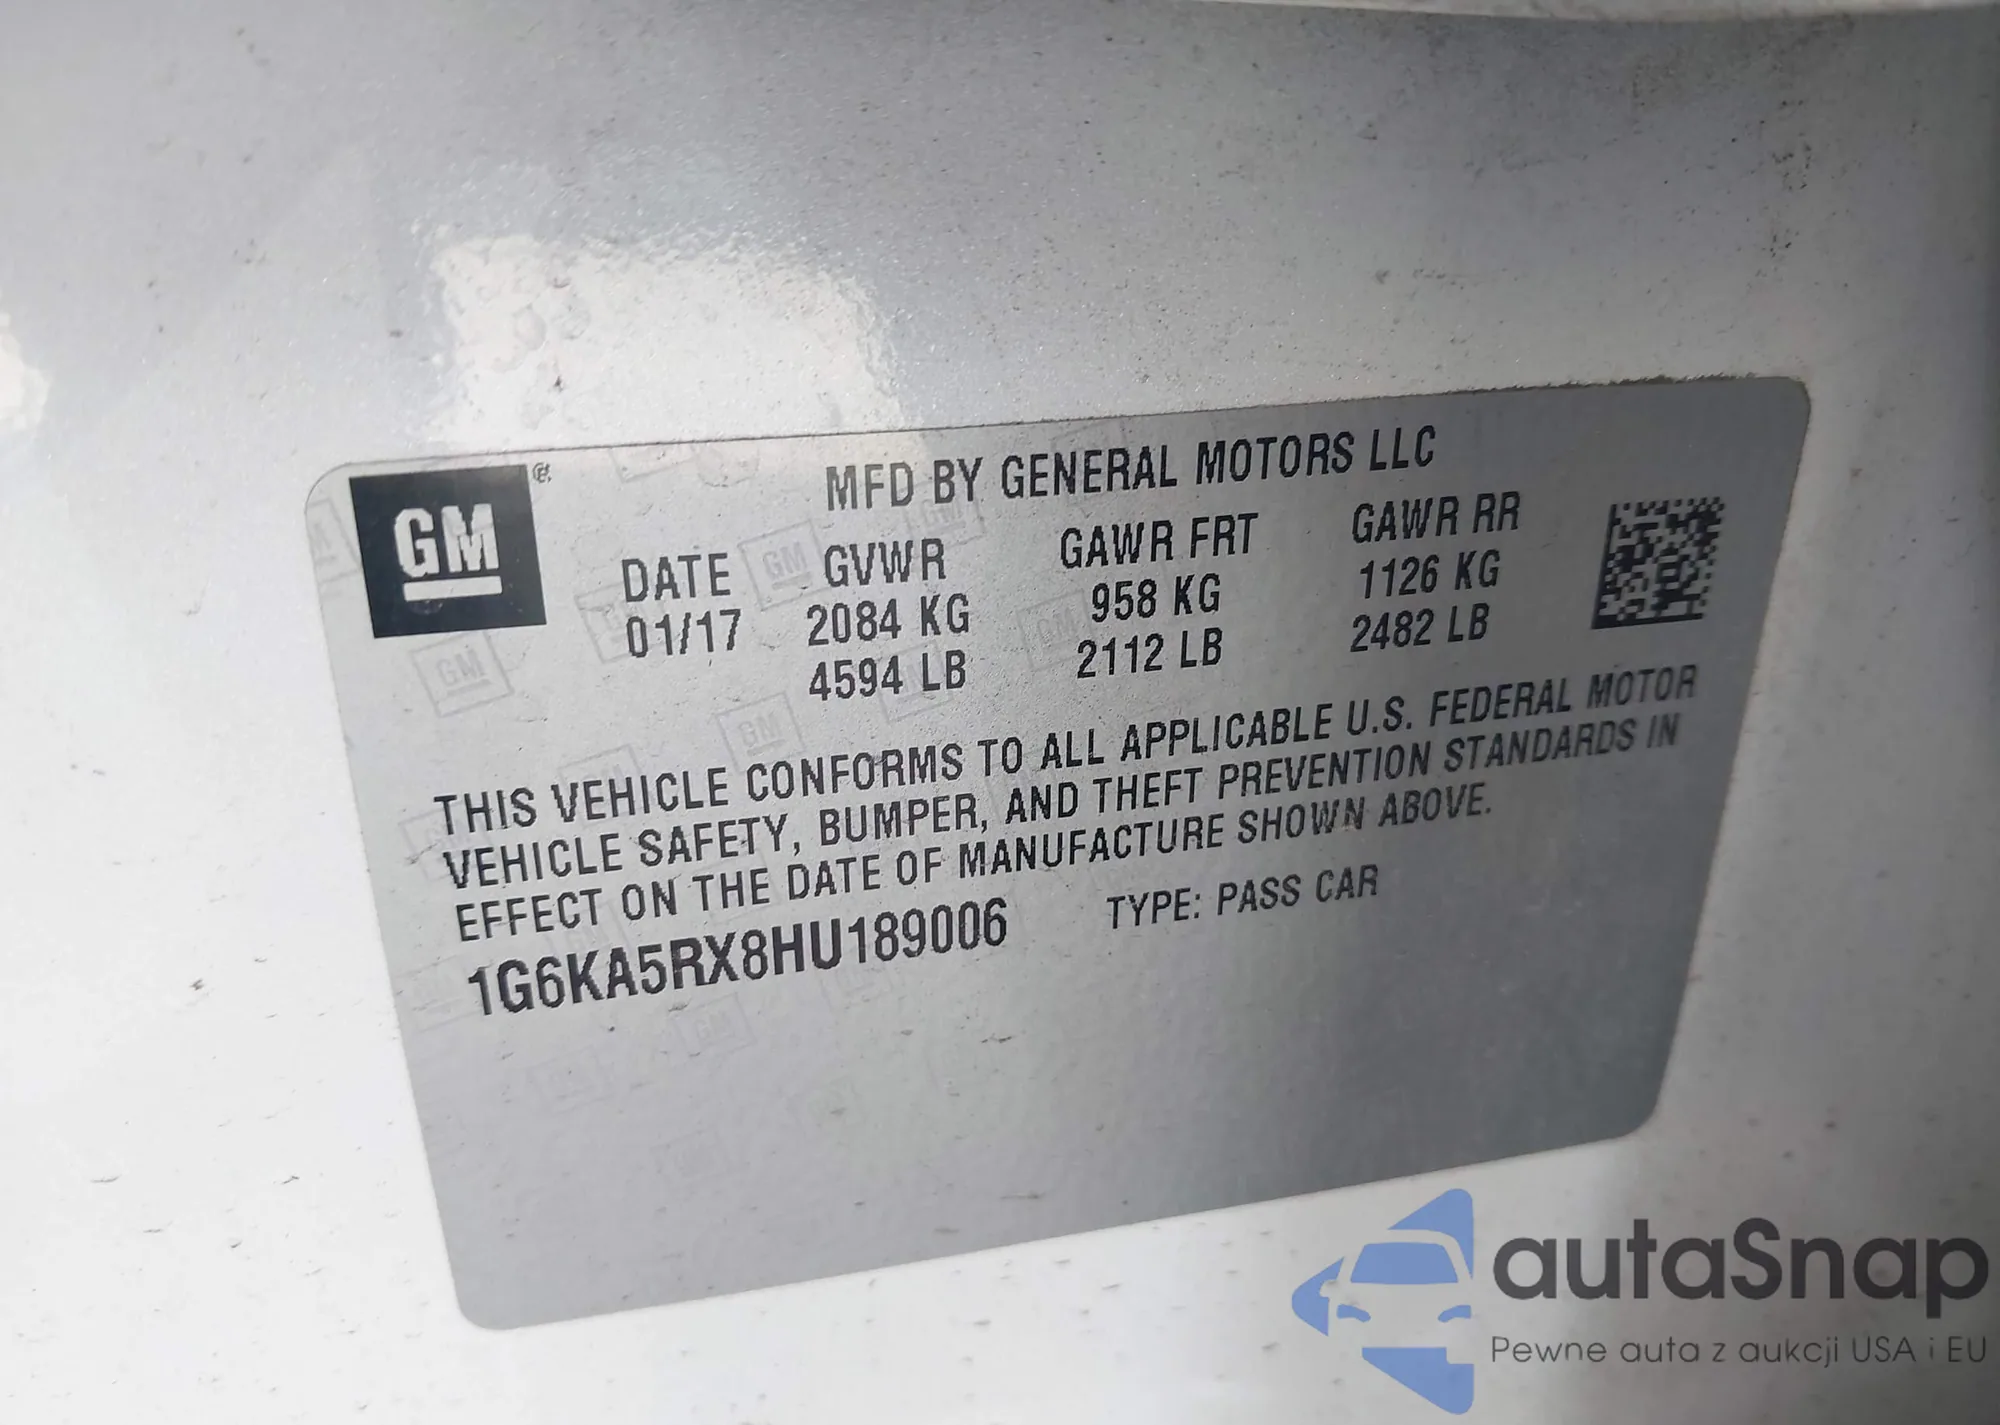 GM
MFD BY GENERAL MOTORS LLC
DATE GVWR GAWR FRT GAWR RR
01/17 2084 KG 958 KG 1126 KG
4594 LB 2112 LB 2482 LB
THIS VEHICLE CONFORMS TO ALL APPLICABLE U.S. FEDERAL MOTOR
VEHICLE SAFETY, BUMPER, AND THEFT PREVENTION STANDARDS IN
EFFECT ON THE DATE OF MANUFACTURE SHOWN ABOVE.
1G6KA5RX8HU189006 TYPE: PASS CAR
autaSnap
Pewne auta z aukcji USA i EU